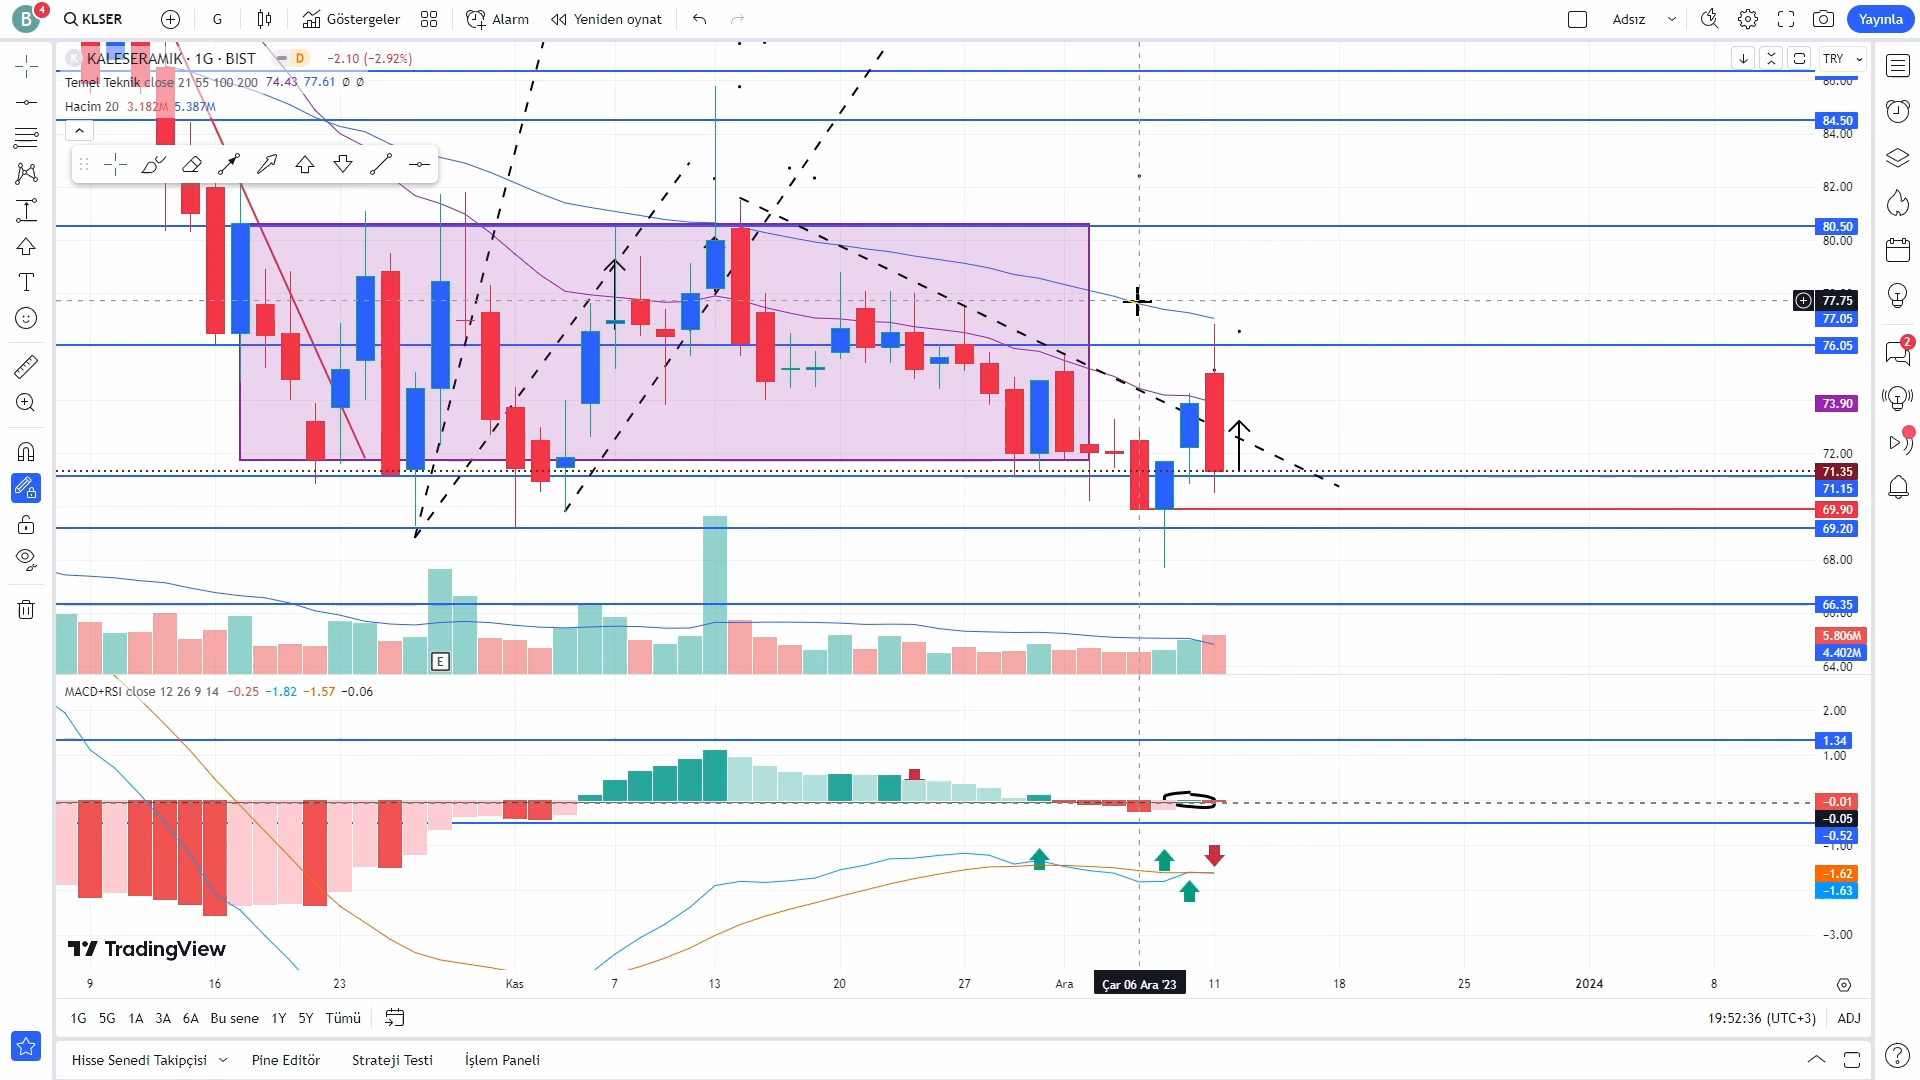 B 4 KLSER G Göstergeler Alarm Yeniden oynat Adsız Yayınla
K KALESERAMIK · 1G · BIST D −2.10 (−2.92%) TRY
Temel Teknik close 21 55 100 200 74.43 77.61 Ø Ø
Hacim 20 3.182M 5.387M
84.50
84.00
82.00
80.50
80.00
77.75
77.05
76.05
73.90
72.00
71.35
71.15
69.90
69.20
68.00
66.35
5.806M
4.402M
64.00
E
T
2
MACD+RSI close 12 26 9 14 −0.25 −1.82 −1.57 −0.06
2.00
1.34
1.00
−0.01
−0.05
−0.52
−1.00
−1.62
−1.63
−3.00
TradingView
9 16 23 Kas 7 13 20 27 Ara Çar 06 Ara '23 11 18 25 2024 8
1G 5G 1A 3A 6A Bu sene 1Y 5Y Tümü 19:52:36 (UTC+3) ADJ
Hisse Senedi Takipçisi Pine Editör Strateji Testi İşlem Paneli